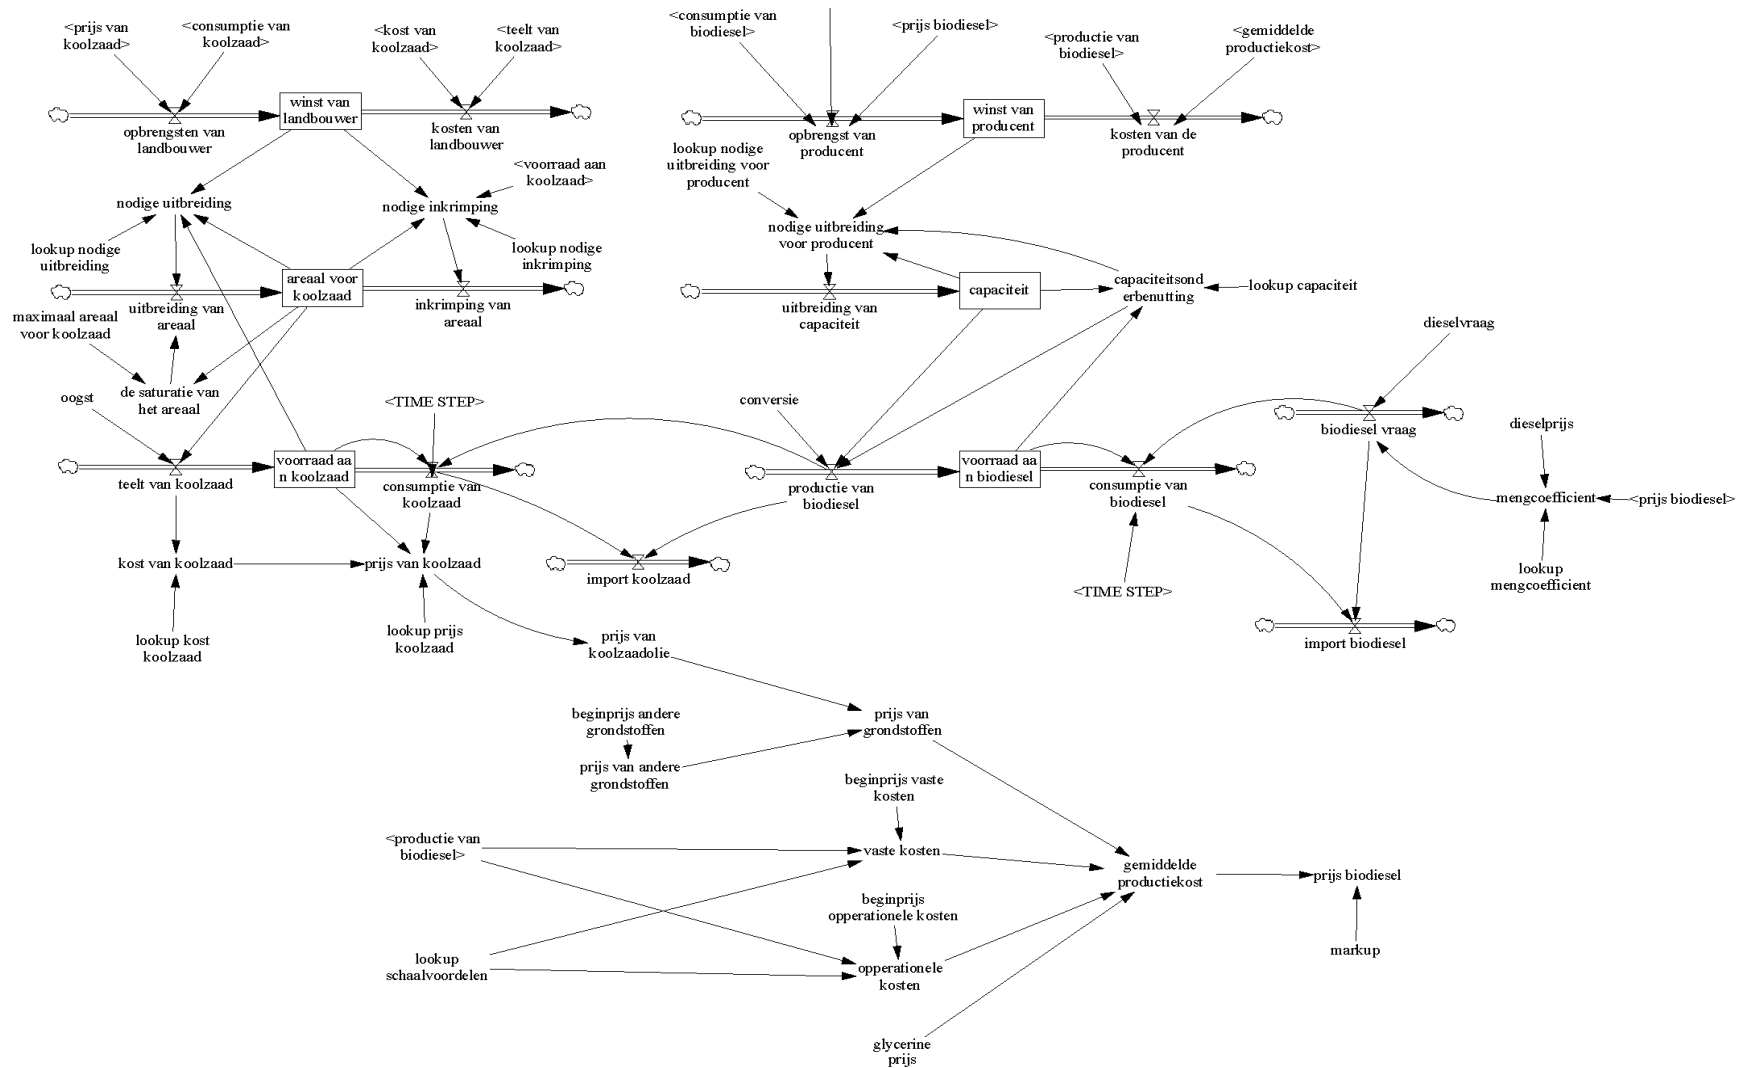 <prijs van
koolzaad>
<consumptie van
koolzaad>
<kost van
koolzaad>
<teelt van
koolzaad>
<consumptie van
biodiesel>
<prijs biodiesel>
<productie van
biodiesel>
<gemiddelde
productiekost>
winst van
landbouwer
opbrengsten van
landbouwer
kosten van
landbouwer
winst van
producent
opbrengst van
producent
kosten van de
producent
<voorraad aan
koolzaad>
lookup nodige
uitbreiding voor
producent
nodige uitbreiding
nodige inkrimping
lookup nodige
uitbreiding
lookup nodige
inkrimping
nodige uitbreiding
voor producent
areaal voor
koolzaad
uitbreiding van
areaal
inkrimping van
areaal
capaciteit
uitbreiding van
capaciteit
capaciteitsond
erbenutting
lookup capaciteit
maximaal areaal
voor koolzaad
dieselvraag
de saturatie van
het areaal
oogst
<TIME STEP>
conversie
biodiesel vraag
dieselprijs
teelt van koolzaad
voorraad aa
n koolzaad
consumptie van
koolzaad
productie van
biodiesel
voorraad aa
n biodiesel
consumptie van
biodiesel
mengcoefficient
<prijs biodiesel>
kost van koolzaad
prijs van koolzaad
import koolzaad
<TIME STEP>
lookup
mengcoefficient
lookup kost
koolzaad
lookup prijs
koolzaad
prijs van
koolzaadolie
import biodiesel
beginprijs andere
grondstoffen
prijs van
grondstoffen
prijs van andere
grondstoffen
beginprijs vaste
kosten
<productie van
biodiesel>
vaste kosten
gemiddelde
productiekost
prijs biodiesel
beginprijs
opperationele kosten
markup
lookup
schaalvoordelen
opperationele
kosten
glycerine
prijs